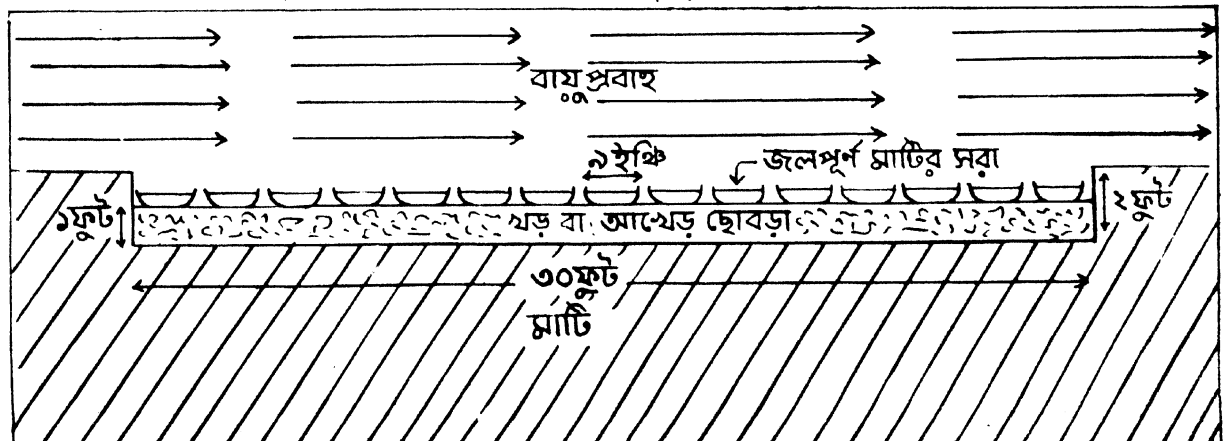 বায়ু প্রবাহ
৯ইঞ্চি
জলপূর্ণ মাটির সরা
১ফুট
২ফুট
খড় বা আখেড় ছোবড়া
৩০ফুট
মাটি